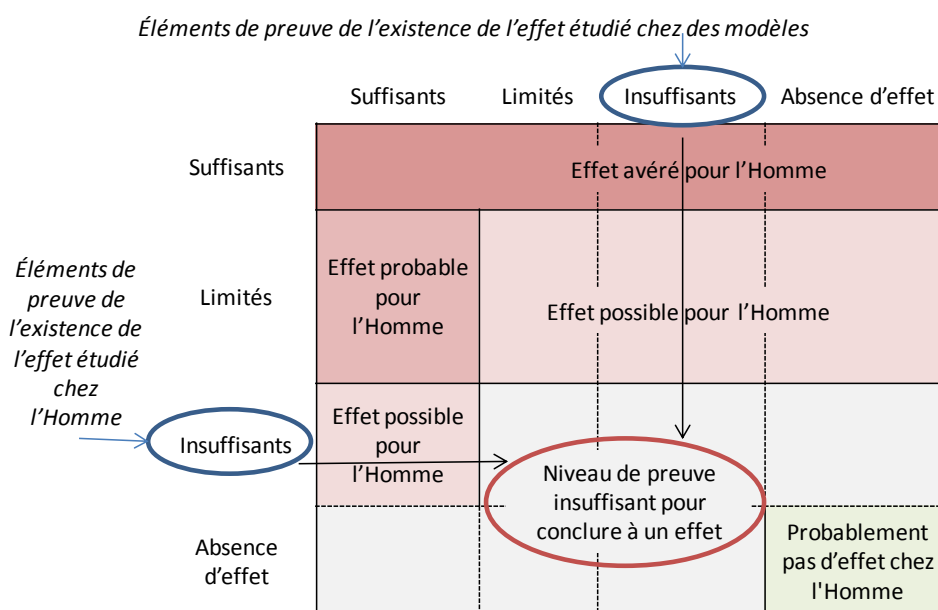 Éléments de preuve de l’existence de l’effet étudié chez des modèles
Suffisants
Limités
Insuffisants
Absence d’effet
Suffisants
Effet avéré pour l’Homme
Éléments de
preuve de
l’existence de
l’effet étudié
chez
l’Homme
Limités
Effet probable
pour
l’Homme
Effet possible pour l’Homme
Insuffisants
Effet possible
pour
l’Homme
Niveau de preuve
insuffisant pour
conclure à un effet
Absence
d’effet
Probablement
pas d’effet chez
l'Homme